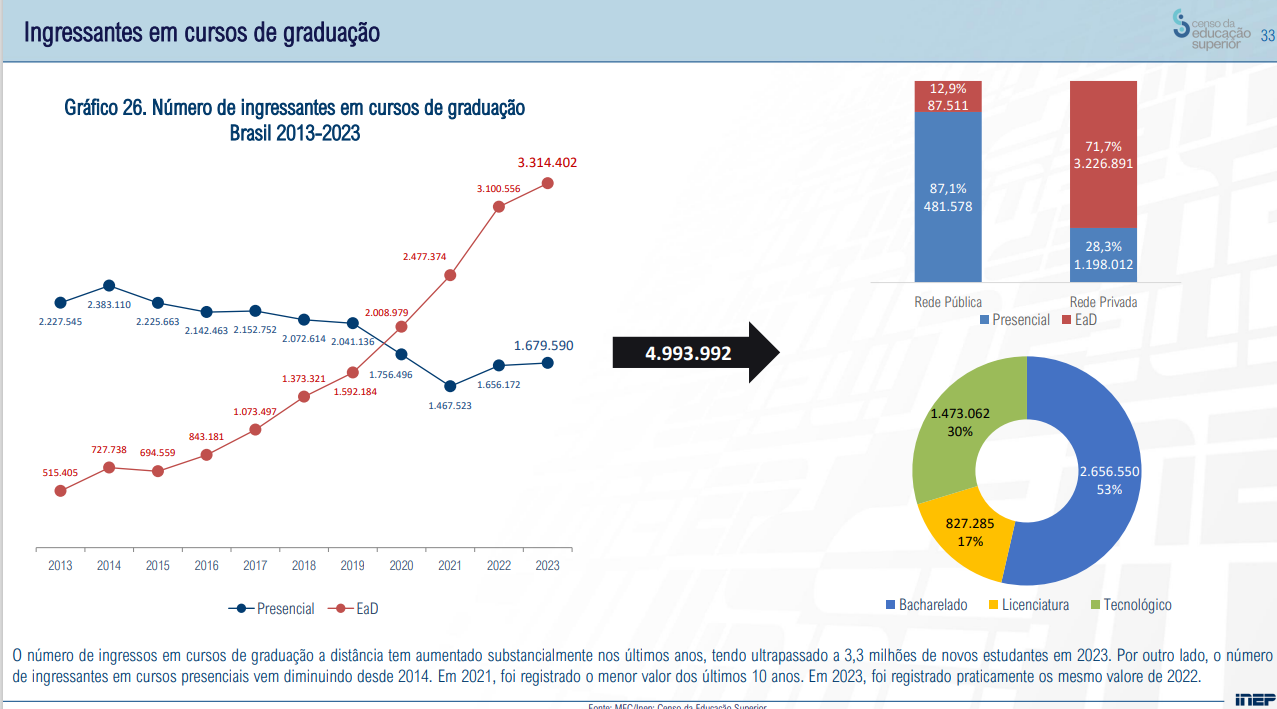 Ingressantes em cursos de graduação
censo da
educação
superior
33
Gráfico 26. Número de ingressantes em cursos de graduação
Brasil 2013-2023
3.314.402
3.100.556
2.477.374
2.008.979
1.592.184
1.373.321
1.073.497
843.181
694.559
727.738
515.405
2.227.545
2.383.110
2.225.663
2.142.463
2.152.752
2.072.614
2.041.136
1.756.496
1.467.523
1.656.172
1.679.590
2013 2014 2015 2016 2017 2018 2019 2020 2021 2022 2023
Presencial EaD
4.993.992
12,9%
87.511
87,1%
481.578
71,7%
3.226.891
28,3%
1.198.012
Rede Pública Rede Privada
Presencial EaD
1.473.062
30%
2.656.550
53%
827.285
17%
Bacharelado Licenciatura Tecnológico
O número de ingressos em cursos de graduação a distância tem aumentado substancialmente nos últimos anos, tendo ultrapassado a 3,3 milhões de novos estudantes em 2023. Por outro lado, o número
de ingressantes em cursos presenciais vem diminuindo desde 2014. Em 2021, foi registrado o menor valor dos últimos 10 anos. Em 2023, foi registrado praticamente os mesmo valore de 2022.
Fonte: MEC/Inep; Censo da Educação Superior
INEP